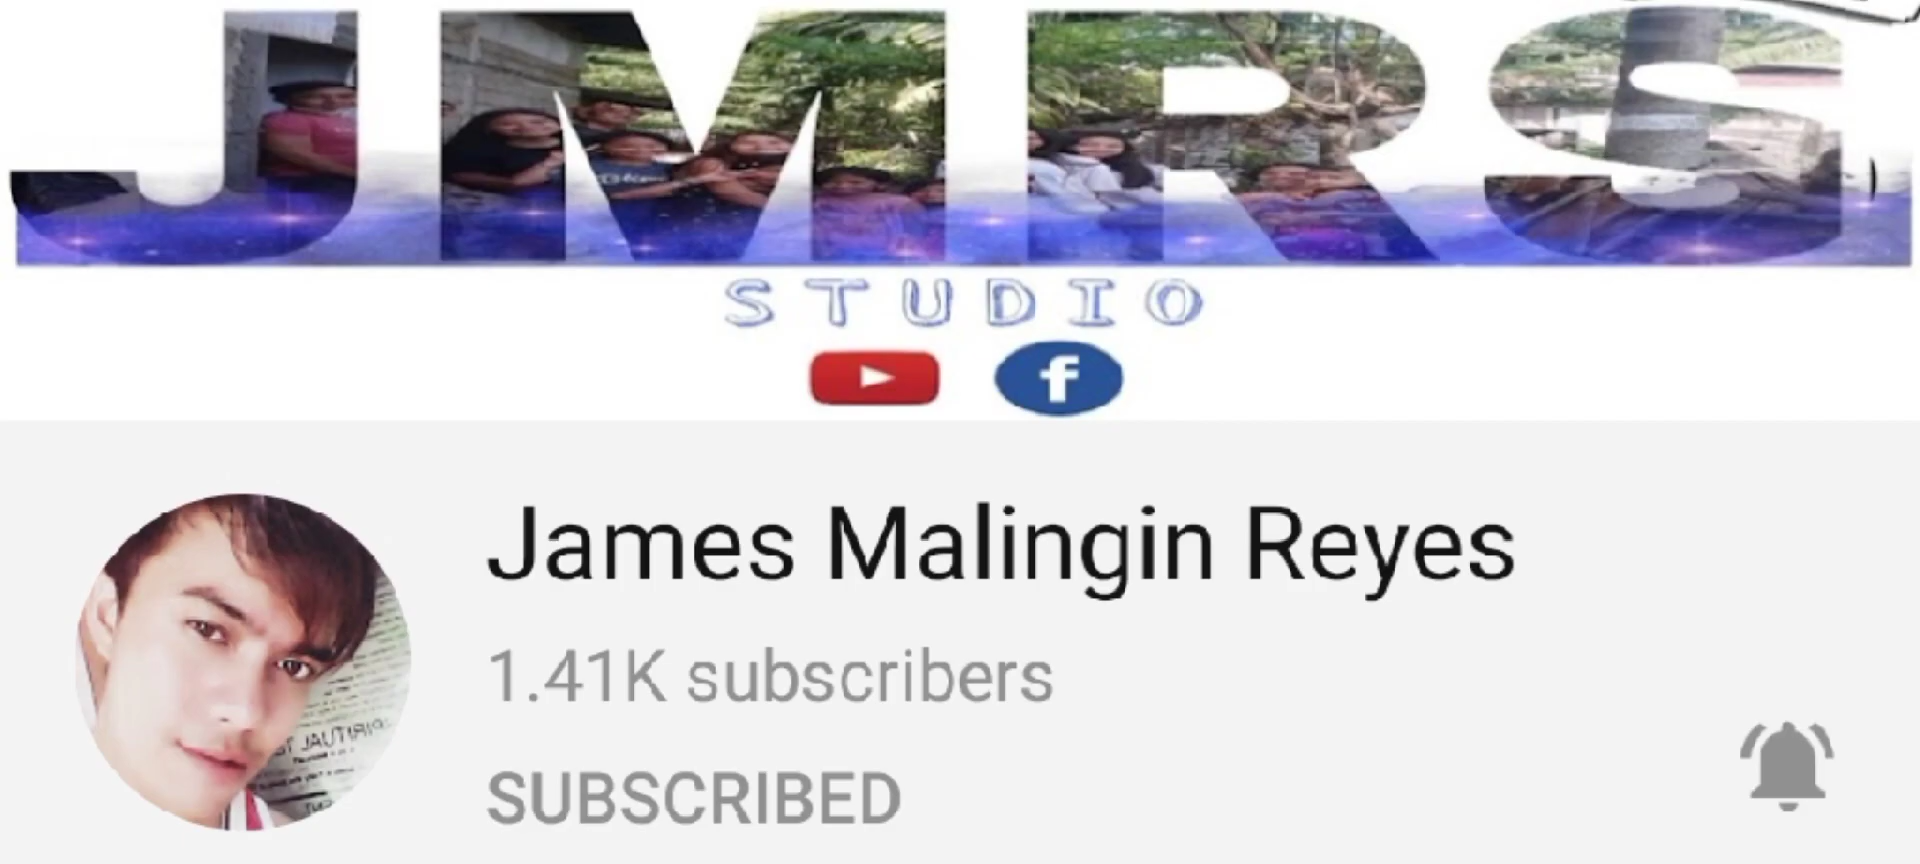 JMRS
STUDIO
f
James Malingin Reyes
1.41K subscribers
SUBSCRIBED